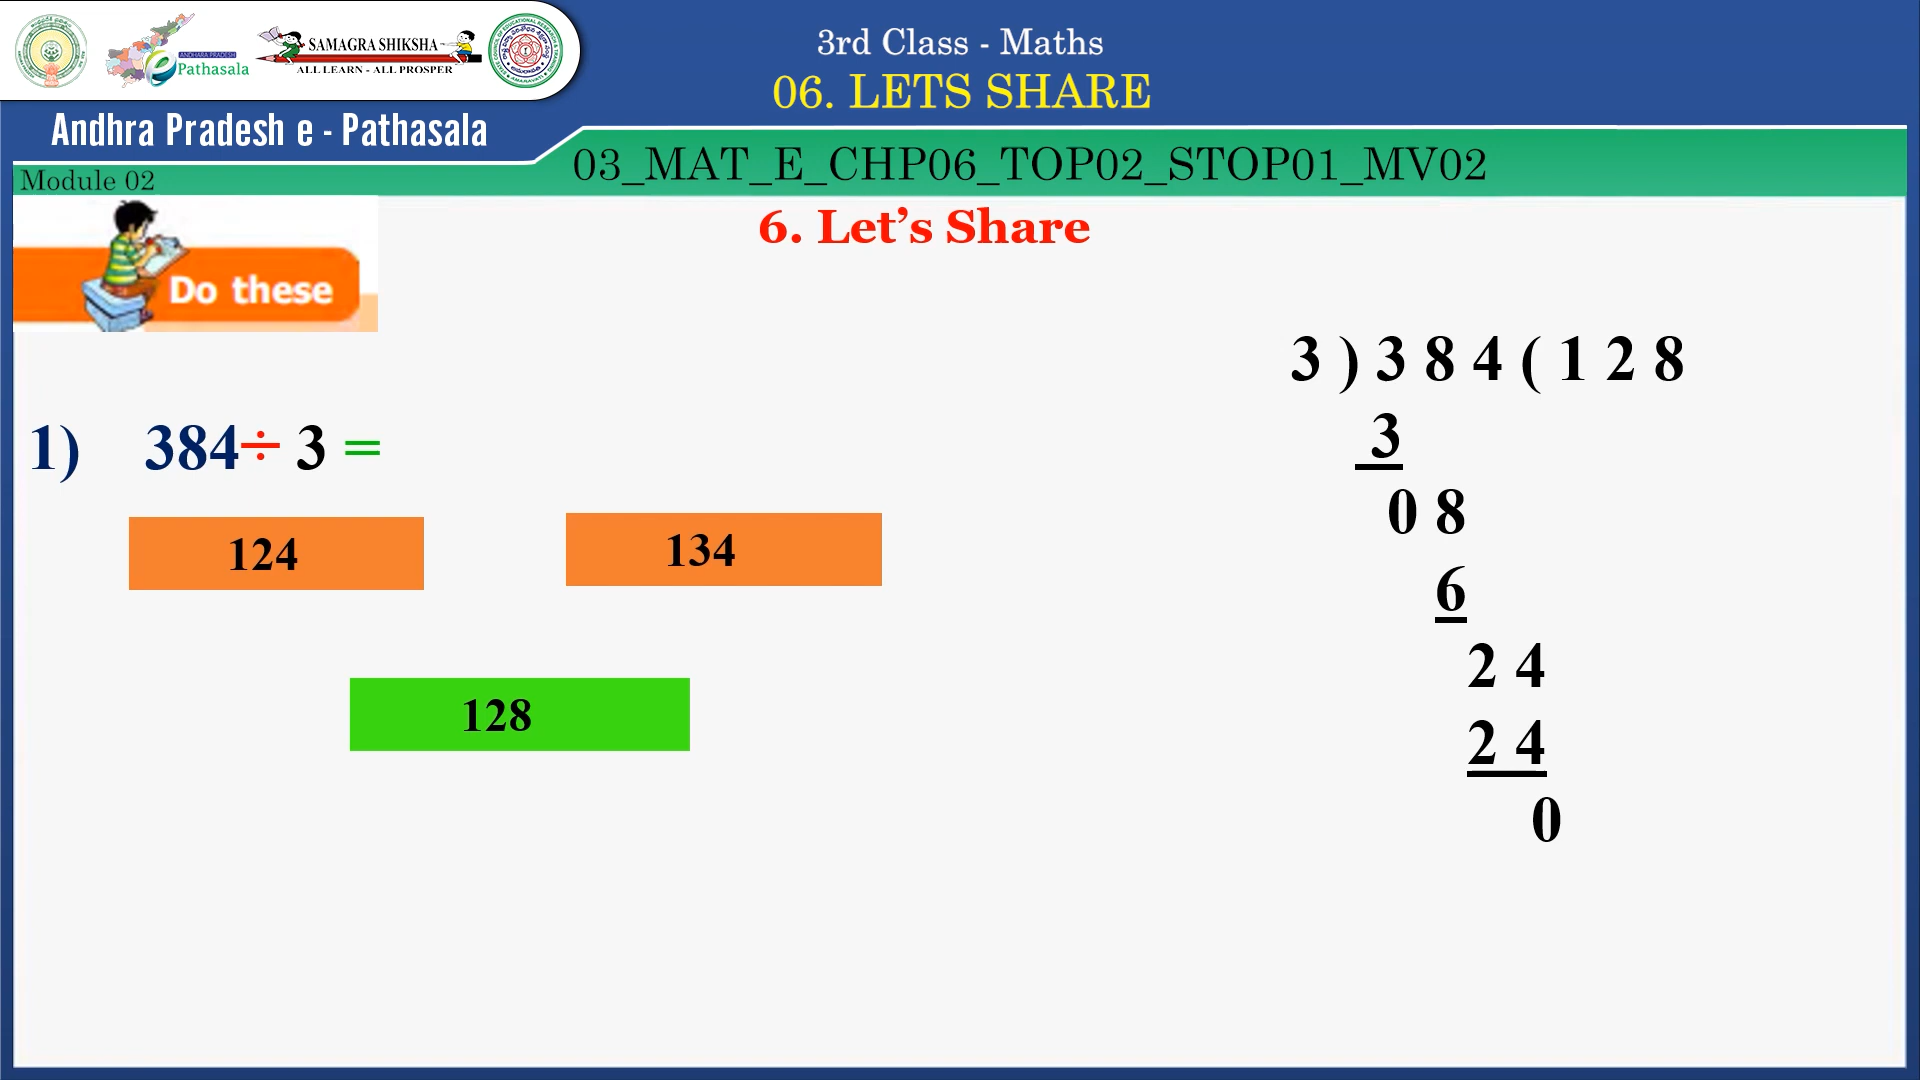 ANDHRA PRADESH
e Pathasala
SAMAGRA SHIKSHA
ALL LEARN - ALL PROSPER
Andhra Pradesh e - Pathasala
3rd Class - Maths
06. LETS SHARE
03_MAT_E_CHP06_TOP02_STOP01_MV02
Module 02
6. Let's Share
Do these
1) 384÷ 3 =
124
134
128
3 ) 3 8 4 ( 1 2 8
3
0 8
6
2 4
2 4
0